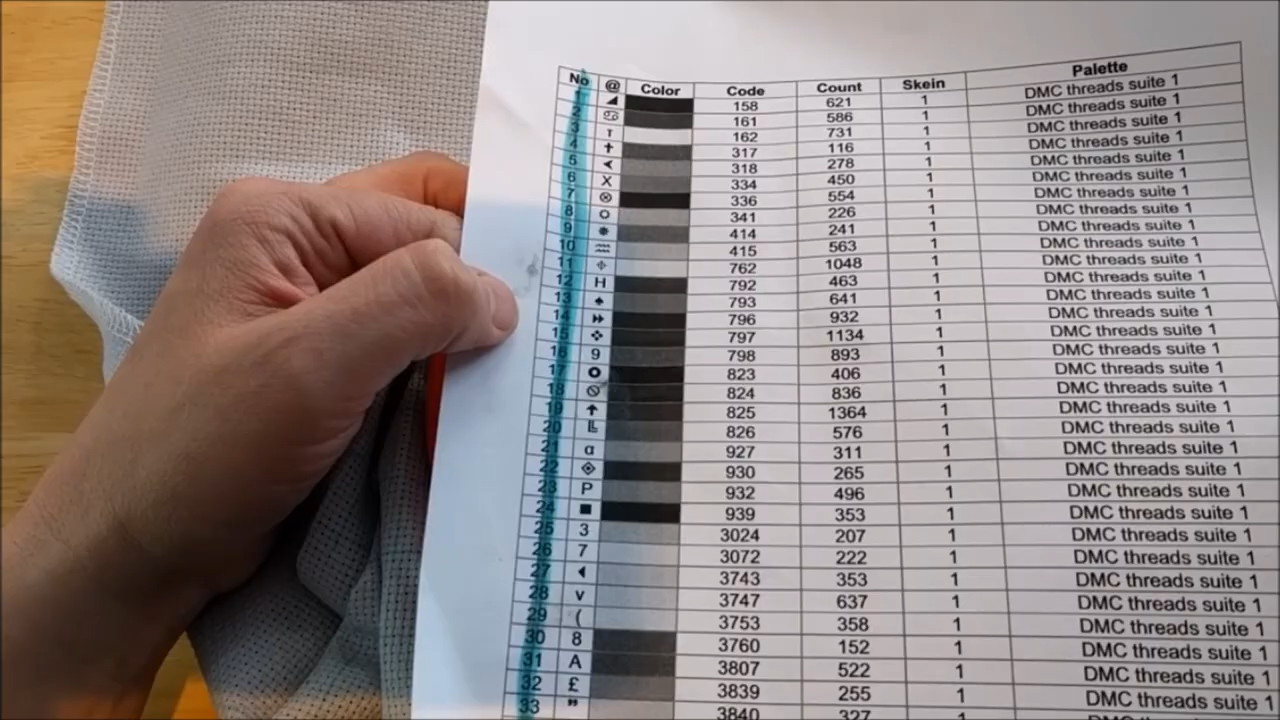 No @ Color Code Count Skein Palette
1 ◢ 158 621 1 DMC threads suite 1
2 ♋ 161 586 1 DMC threads suite 1
3 т 162 731 1 DMC threads suite 1
4 ✝ 317 116 1 DMC threads suite 1
5 ⮜ 318 278 1 DMC threads suite 1
6 X 334 450 1 DMC threads suite 1
7 ⊗ 336 554 1 DMC threads suite 1
8 O 341 226 1 DMC threads suite 1
9 ✸ 414 241 1 DMC threads suite 1
10 ♒ 415 563 1 DMC threads suite 1
11 ⌖ 762 1048 1 DMC threads suite 1
12 H 792 463 1 DMC threads suite 1
13 ♠ 793 641 1 DMC threads suite 1
14 ▸▸ 796 932 1 DMC threads suite 1
15 ❖ 797 1134 1 DMC threads suite 1
16 9 798 893 1 DMC threads suite 1
17 ⭘ 823 406 1 DMC threads suite 1
18 ⃠ 824 836 1 DMC threads suite 1
19 ↑ 825 1364 1 DMC threads suite 1
20 ╚ 826 576 1 DMC threads suite 1
21 α 927 311 1 DMC threads suite 1
22 ◈ 930 265 1 DMC threads suite 1
23 P 932 496 1 DMC threads suite 1
24 ■ 939 353 1 DMC threads suite 1
25 3 3024 207 1 DMC threads suite 1
26 7 3072 222 1 DMC threads suite 1
27 ◀ 3743 353 1 DMC threads suite 1
28 v 3747 637 1 DMC threads suite 1
29 ( 3753 358 1 DMC threads suite 1
30 8 3760 152 1 DMC threads suite 1
31 A 3807 522 1 DMC threads suite 1
32 £ 3839 255 1 DMC threads suite 1
33 " 3840 327 1 DMC threads suite 1